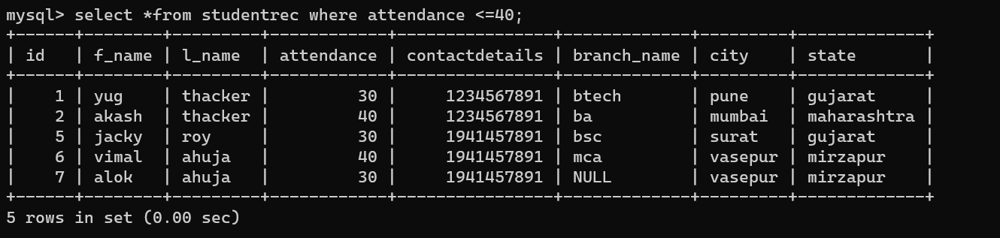 mysql> select *from studentrec where attendance <=40;
+------+--------+---------+------------+----------------+-------------+---------+-------------+
| id   | f_name | l_name  | attendance | contactdetails | branch_name | city    | state       |
+------+--------+---------+------------+----------------+-------------+---------+-------------+
|    1 | yug    | thacker |         30 |     1234567891 | btech       | pune    | gujarat     |
|    2 | akash  | thacker |         40 |     1234567891 | ba          | mumbai  | maharashtra |
|    5 | jacky  | roy     |         30 |     1941457891 | bsc         | surat   | gujarat     |
|    6 | vimal  | ahuja   |         40 |     1941457891 | mca         | vasepur | mirzapur    |
|    7 | alok   | ahuja   |         30 |     1941457891 | NULL        | vasepur | mirzapur    |
+------+--------+---------+------------+----------------+-------------+---------+-------------+
5 rows in set (0.00 sec)